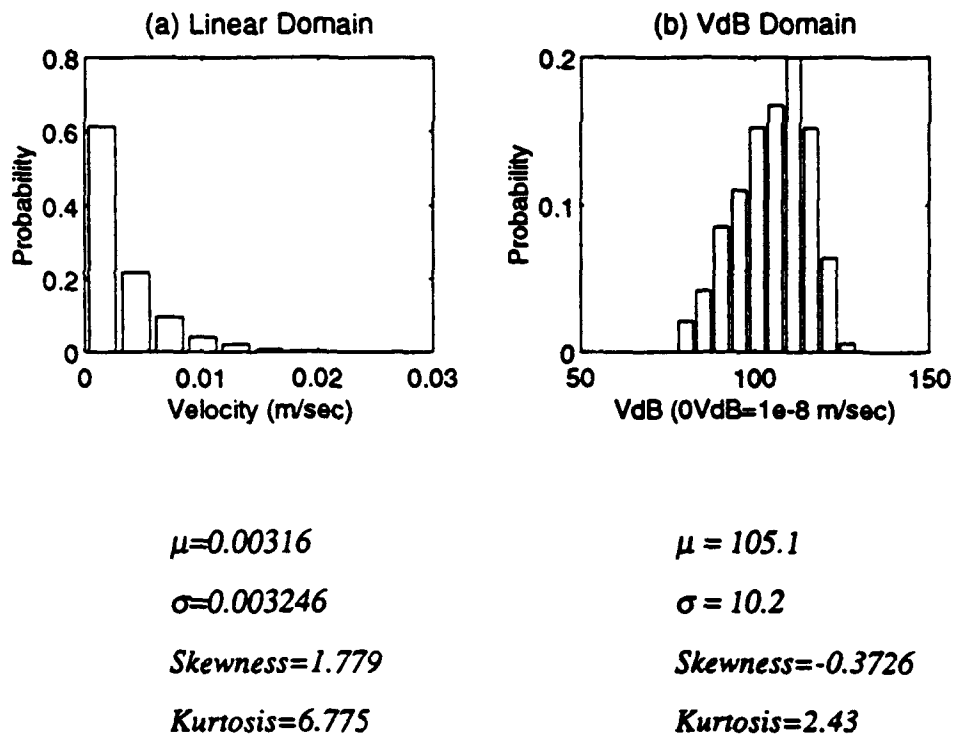 (a) Linear Domain
0.8
0.6
0.4
0.2
0
Probability
0
0.01
0.02
0.03
Velocity (m/sec)
(b) VdB Domain
0.2
0.1
0
Probability
50
100
150
VdB (0VdB=1e-8 m/sec)
μ=0.00316
σ=0.003246
Skewness=1.779
Kurtosis=6.775
μ = 105.1
σ = 10.2
Skewness=-0.3726
Kurtosis=2.43